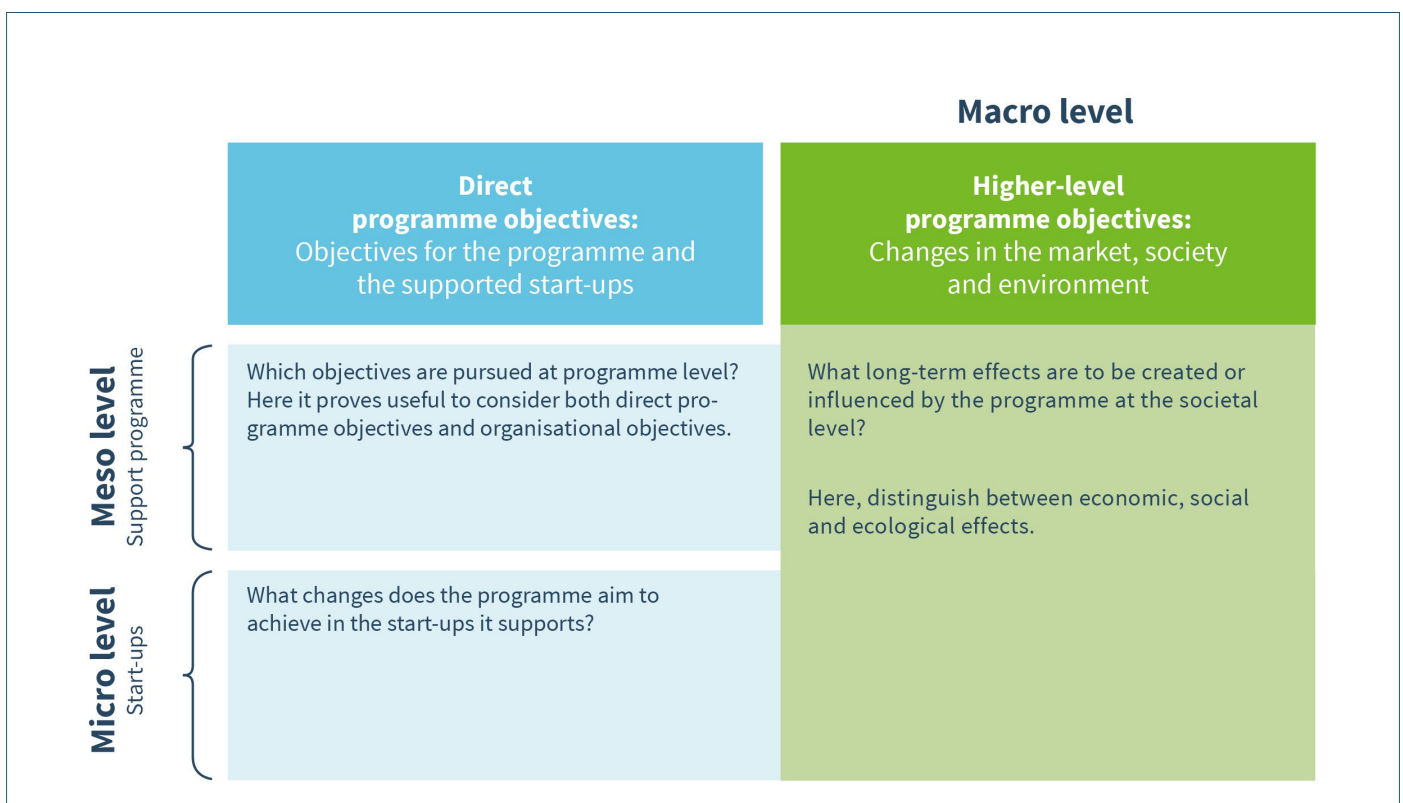 Macro level
Direct
programme objectives:
Objectives for the programme and
the supported start-ups
Higher-level
programme objectives:
Changes in the market, society
and environment
Meso level
Support programme
Which objectives are pursued at programme level?
Here it proves useful to consider both direct pro-
gramme objectives and organisational objectives.
What long-term effects are to be created or
influenced by the programme at the societal
level?
Here, distinguish between economic, social
and ecological effects.
Micro level
Start-ups
What changes does the programme aim to
achieve in the start-ups it supports?